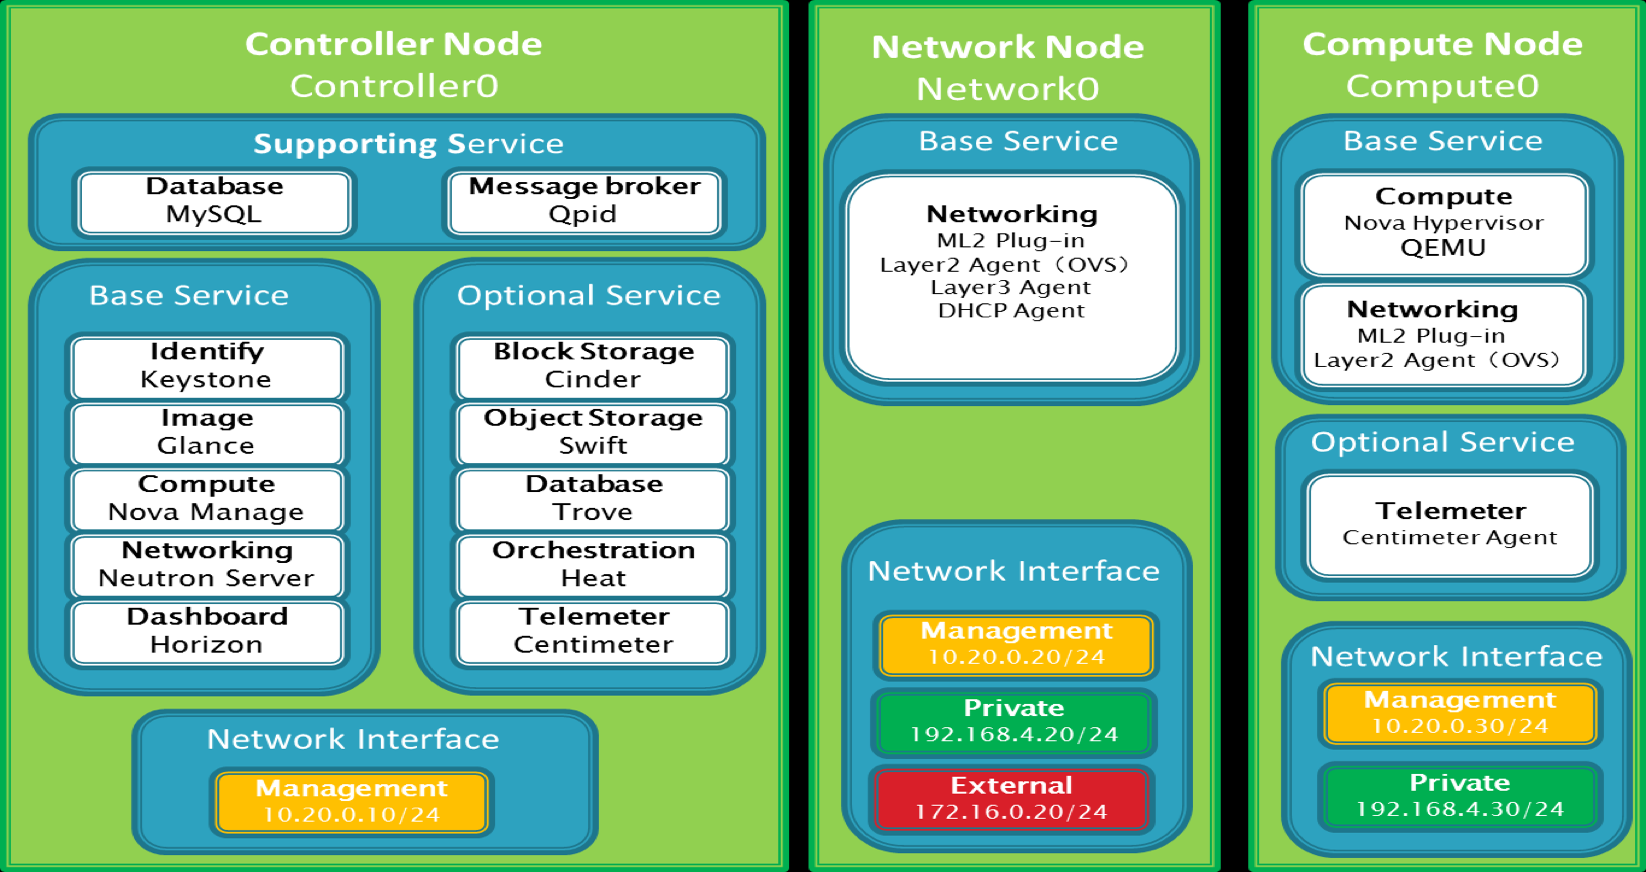 Controller Node
Controller0
Supporting Service
Database
MySQL
Message broker
Qpid
Base Service
Identify
Keystone
Image
Glance
Compute
Nova Manage
Networking
Neutron Server
Dashboard
Horizon
Optional Service
Block Storage
Cinder
Object Storage
Swift
Database
Trove
Orchestration
Heat
Telemeter
Centimeter
Network Interface
Management
10.20.0.10/24
Network Node
Network0
Base Service
Networking
ML2 Plug-in
Layer2 Agent（OVS）
Layer3 Agent
DHCP Agent
Network Interface
Management
10.20.0.20/24
Private
192.168.4.20/24
External
172.16.0.20/24
Compute Node
Compute0
Base Service
Compute
Nova Hypervisor
QEMU
Networking
ML2 Plug-in
Layer2 Agent（OVS）
Optional Service
Telemeter
Centimeter Agent
Network Interface
Management
10.20.0.30/24
Private
192.168.4.30/24